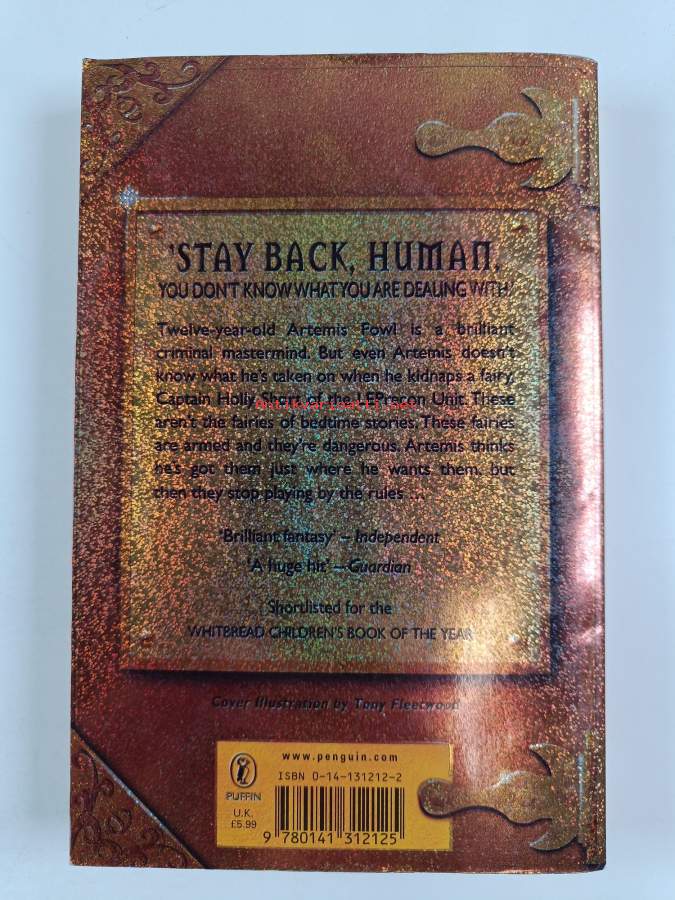 'STAY BACK, HUMAN.
YOU DON'T KNOW WHAT YOU ARE DEALING WITH.'
Twelve-year-old Artemis Fowl is a brilliant
criminal mastermind. But even Artemis doesn't
know what he's taken on when he kidnaps a fairy,
Captain Holly Short of the LEPrecon Unit. These
aren't the fairies of bedtime stories. These fairies
are armed and they're dangerous. Artemis thinks
he's got them just where he wants them, but
then they stop playing by the rules ...
'Brilliant fantasy' – Independent
'A huge hit' – Guardian
Shortlisted for the
WHITBREAD CHILDREN'S BOOK OF THE YEAR
Cover illustration by Tony Fleetwood
www.penguin.com
ISBN 0-14-131212-2
PUFFIN
U.K.
£5.99
9 780141 312125